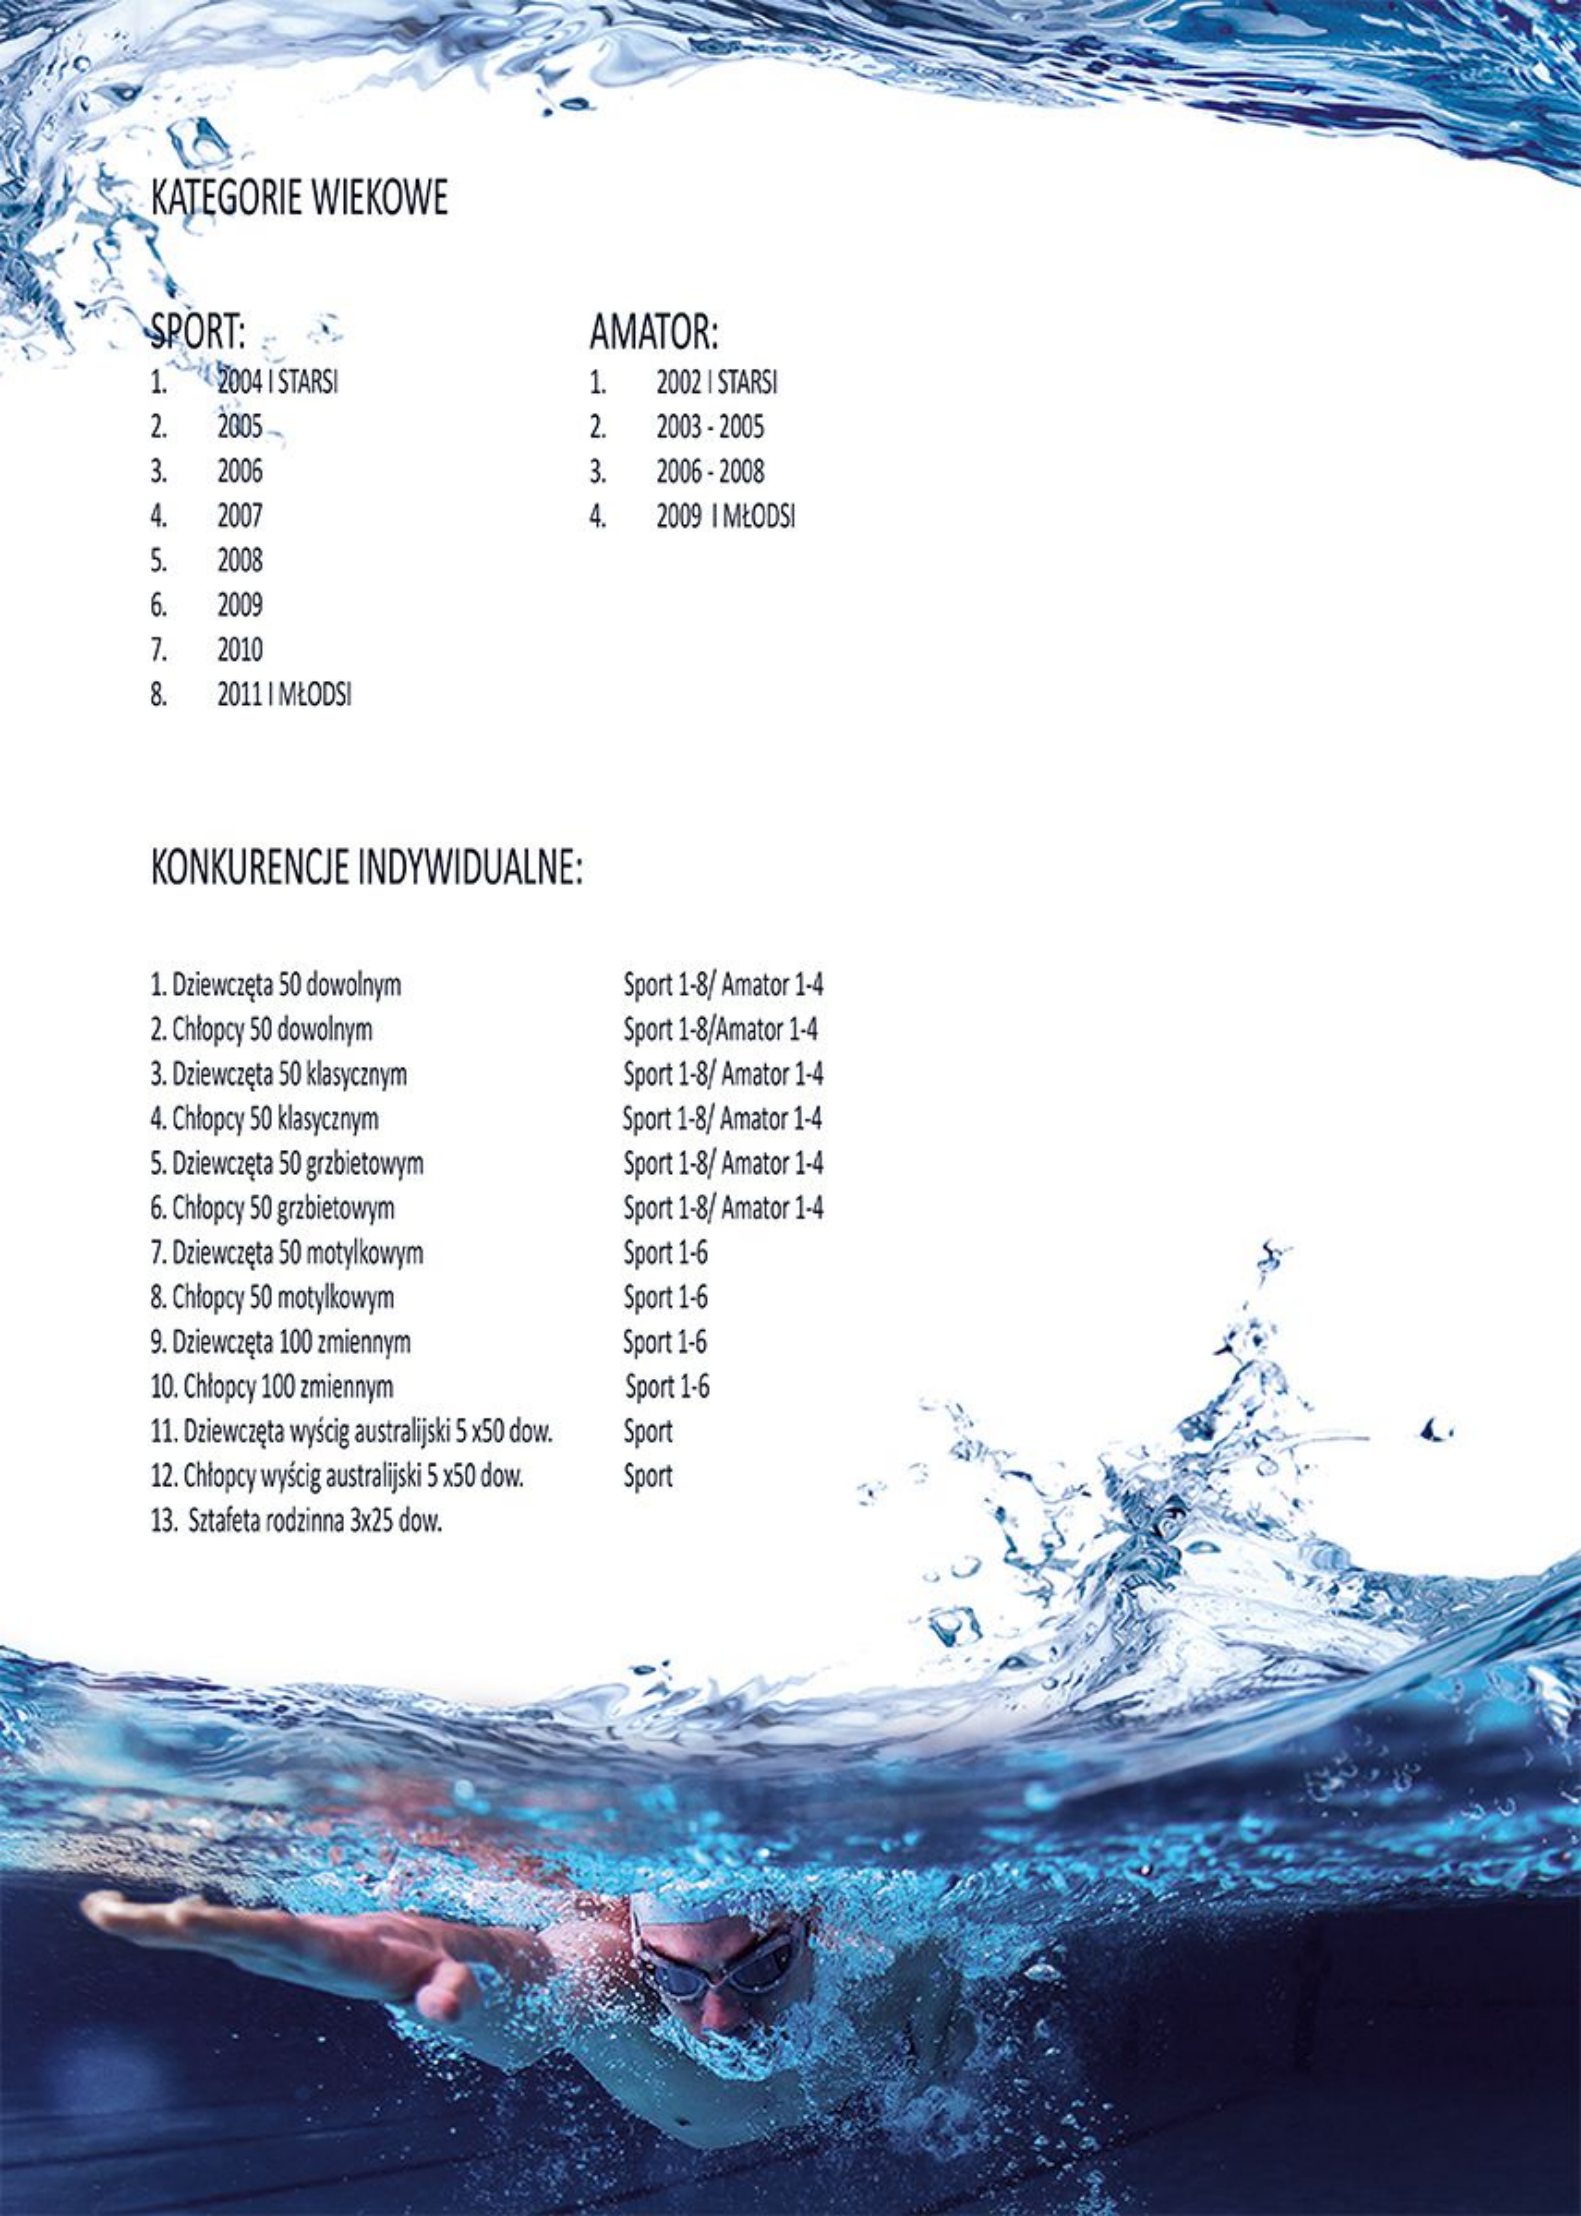 KATEGORIE WIEKOWE
SPORT:
1. 2004 I STARSI
2. 2005
3. 2006
4. 2007
5. 2008
6. 2009
7. 2010
8. 2011 I MŁODSI
AMATOR:
1. 2002 I STARSI
2. 2003 - 2005
3. 2006 - 2008
4. 2009 I MŁODSI
KONKURENCJE INDYWIDUALNE:
1. Dziewczęta 50 dowolnym Sport 1-8/ Amator 1-4
2. Chłopcy 50 dowolnym Sport 1-8/Amator 1-4
3. Dziewczęta 50 klasycznym Sport 1-8/ Amator 1-4
4. Chłopcy 50 klasycznym Sport 1-8/ Amator 1-4
5. Dziewczęta 50 grzbietowym Sport 1-8/ Amator 1-4
6. Chłopcy 50 grzbietowym Sport 1-8/ Amator 1-4
7. Dziewczęta 50 motylkowym Sport 1-6
8. Chłopcy 50 motylkowym Sport 1-6
9. Dziewczęta 100 zmiennym Sport 1-6
10. Chłopcy 100 zmiennym Sport 1-6
11. Dziewczęta wyścig australijski 5 x50 dow. Sport
12. Chłopcy wyścig australijski 5 x50 dow. Sport
13. Sztafeta rodzinna 3x25 dow.